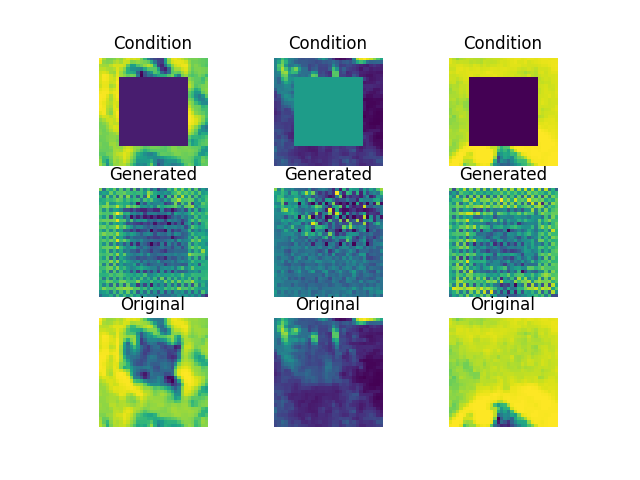 Condition Condition Condition
Generated Generated Generated
Original Original Original